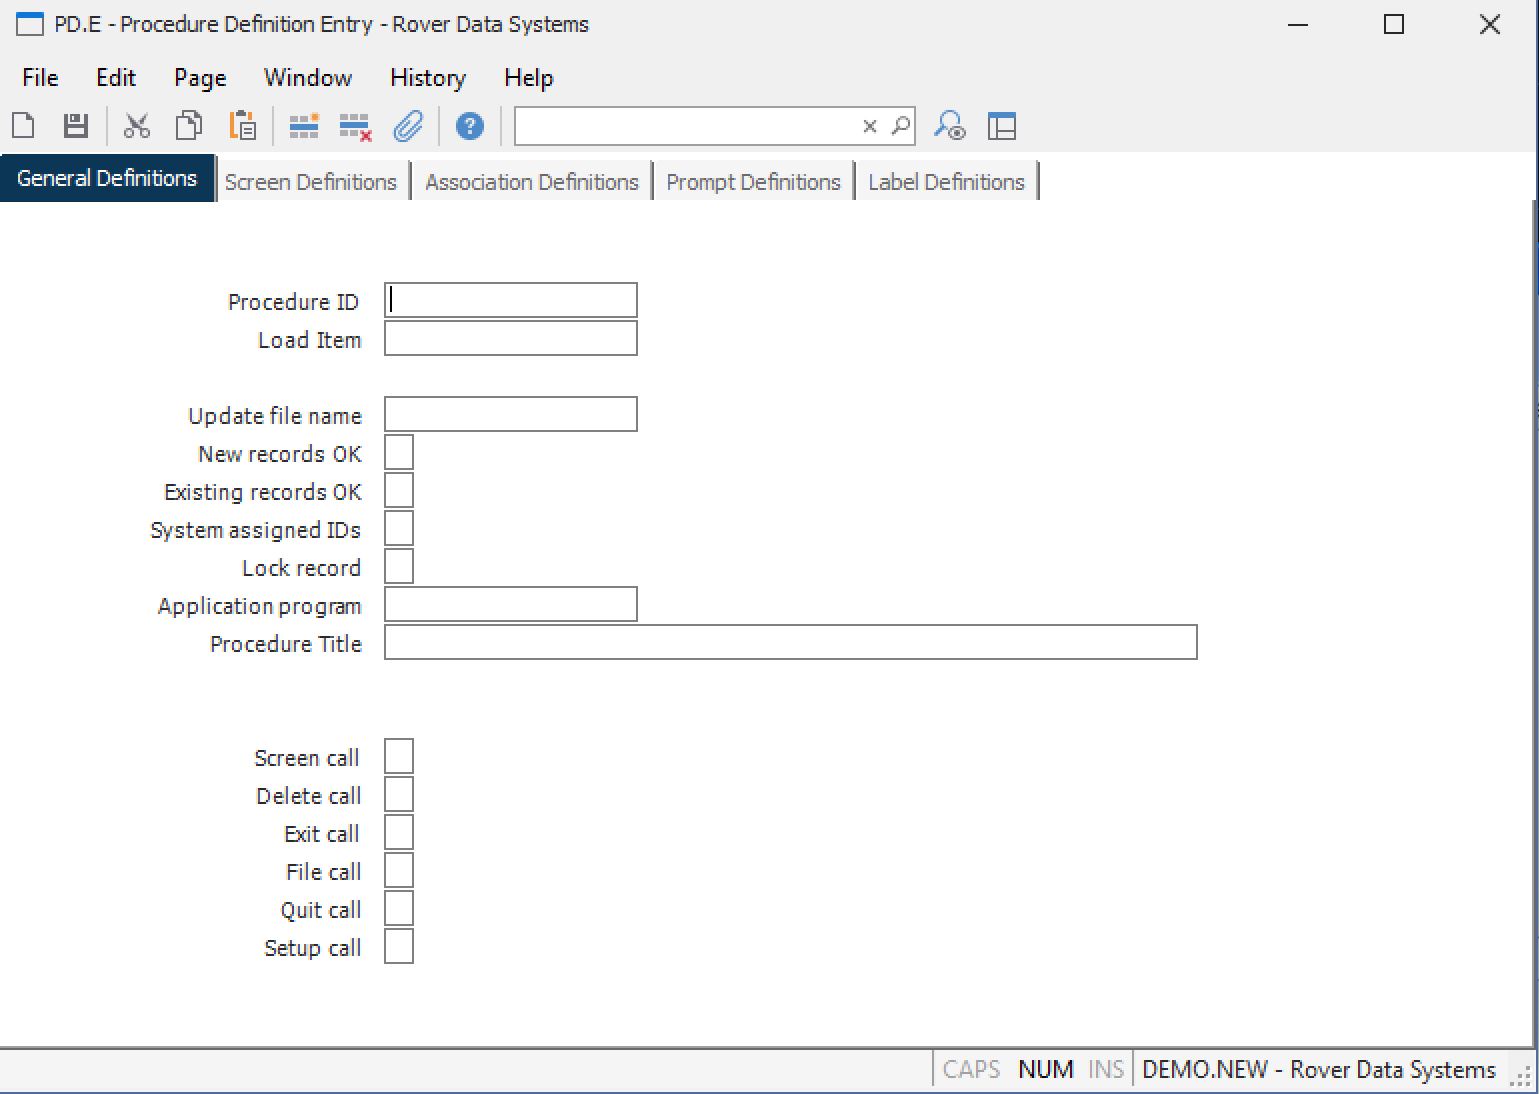 PD.E - Procedure Definition Entry - Rover Data Systems
File Edit Page Window History Help
General Definitions Screen Definitions Association Definitions Prompt Definitions Label Definitions
Procedure ID
Load Item
Update file name
New records OK
Existing records OK
System assigned IDs
Lock record
Application program
Procedure Title
Screen call
Delete call
Exit call
File call
Quit call
Setup call
CAPS NUM INS DEMO.NEW - Rover Data Systems